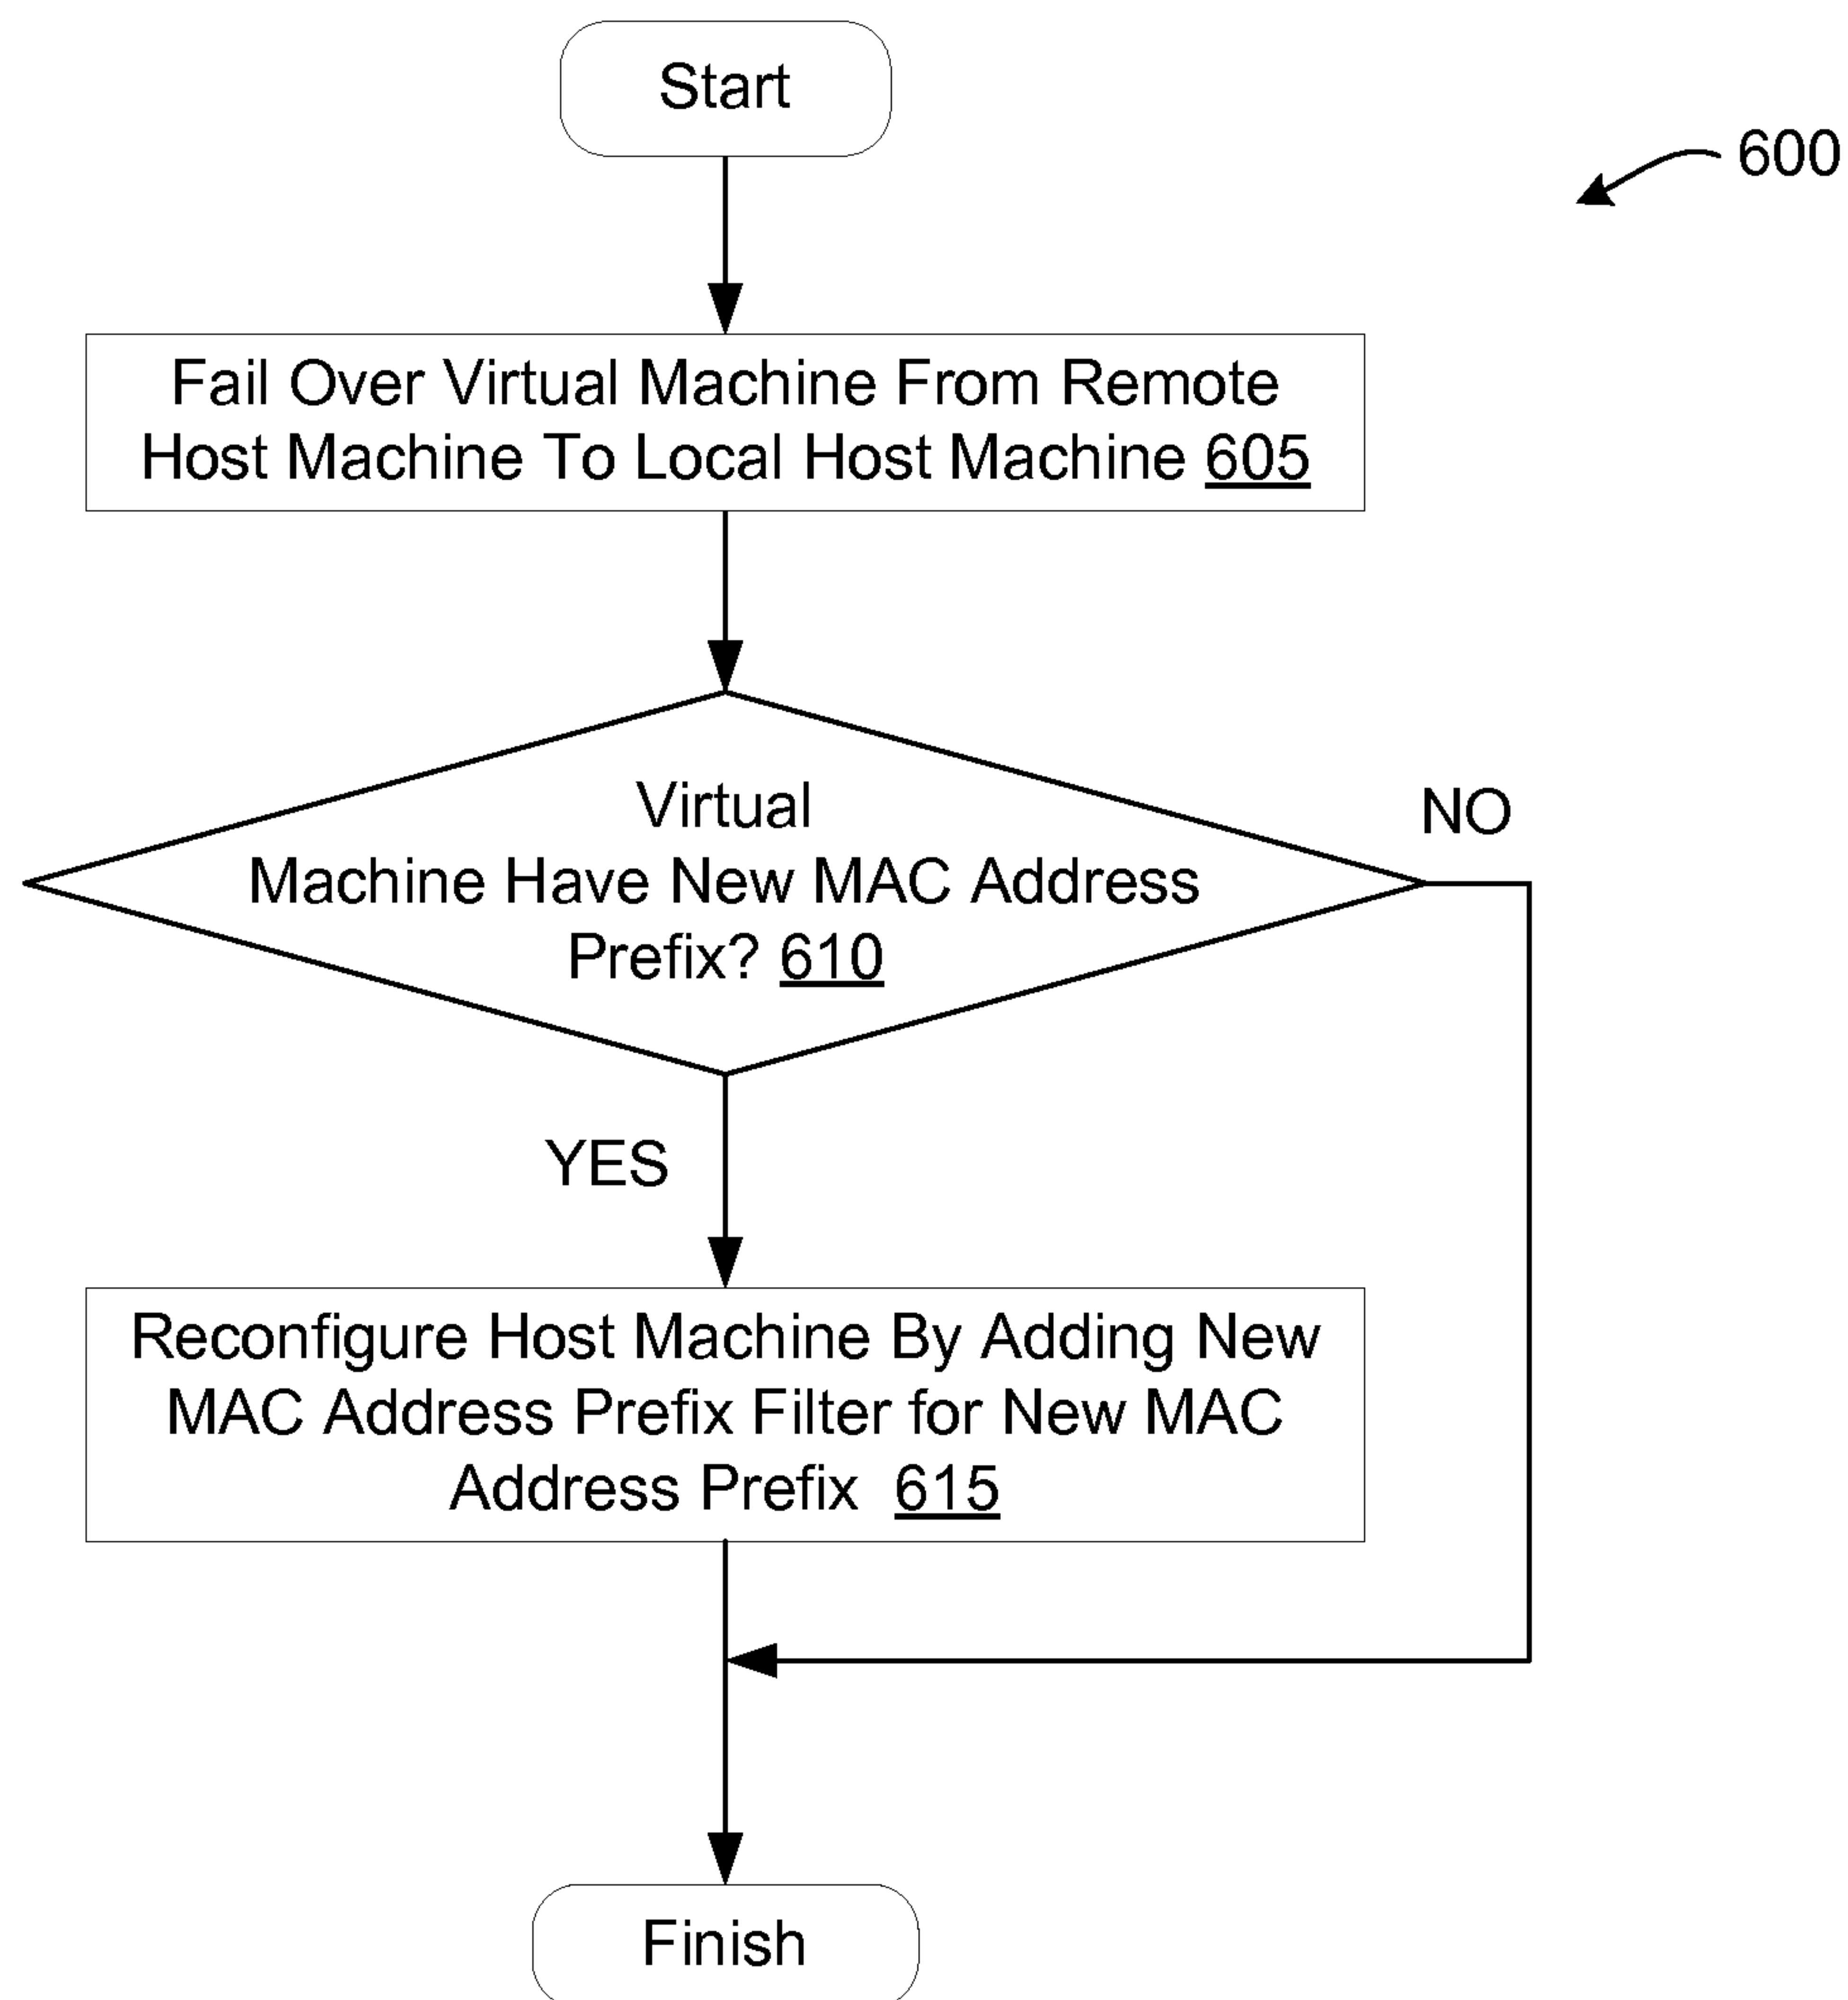 Start
600
Fail Over Virtual Machine From Remote
Host Machine To Local Host Machine 605
Virtual
Machine Have New MAC Address
Prefix? 610
NO
YES
Reconfigure Host Machine By Adding New
MAC Address Prefix Filter for New MAC
Address Prefix 615
Finish